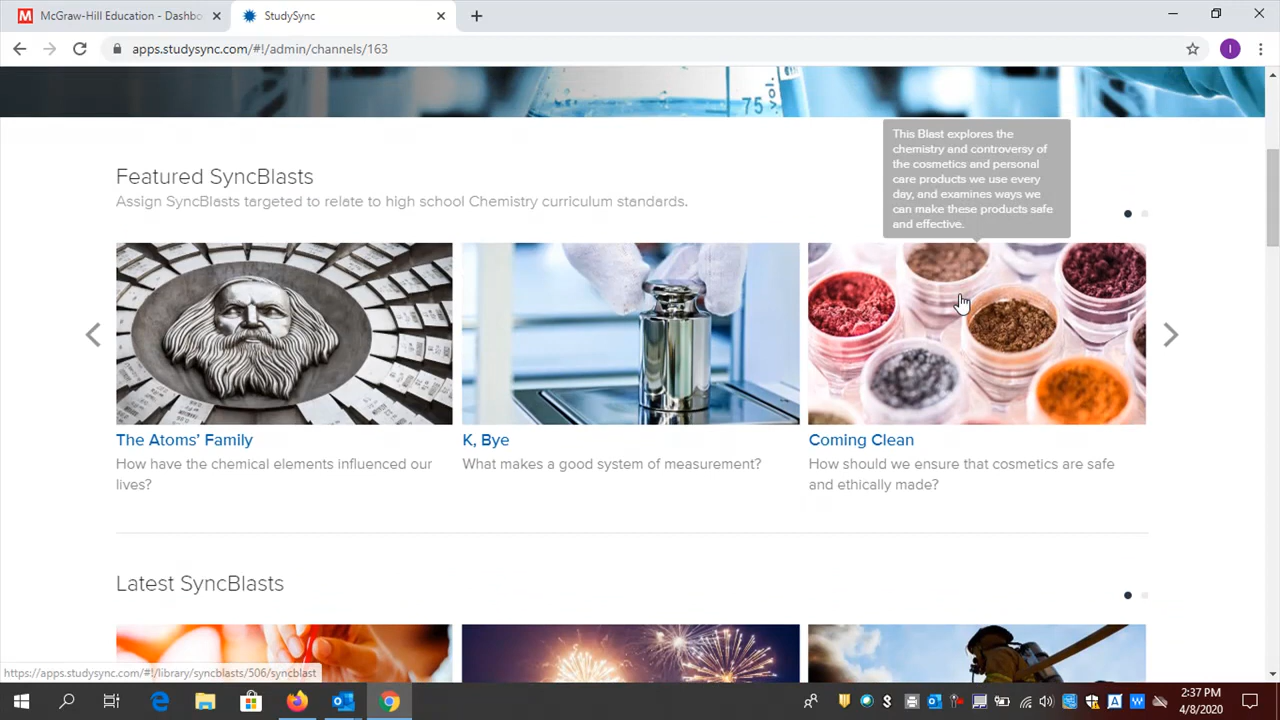 McGraw-Hill Education - Dashbo
StudySync
apps.studysync.com/#!/admin/channels/163
I
75
vol.
This Blast explores the
chemistry and controversy of
the cosmetics and personal
care products we use every
day, and examines ways we
can make these products safe
and effective.
Featured SyncBlasts
Assign SyncBlasts targeted to relate to high school Chemistry curriculum standards.
The Atoms' Family
How have the chemical elements influenced our
lives?
K, Bye
What makes a good system of measurement?
Coming Clean
How should we ensure that cosmetics are safe
and ethically made?
Latest SyncBlasts
https://apps.studysync.com/#!/library/syncblasts/506/syncblast
2:37 PM
4/8/2020